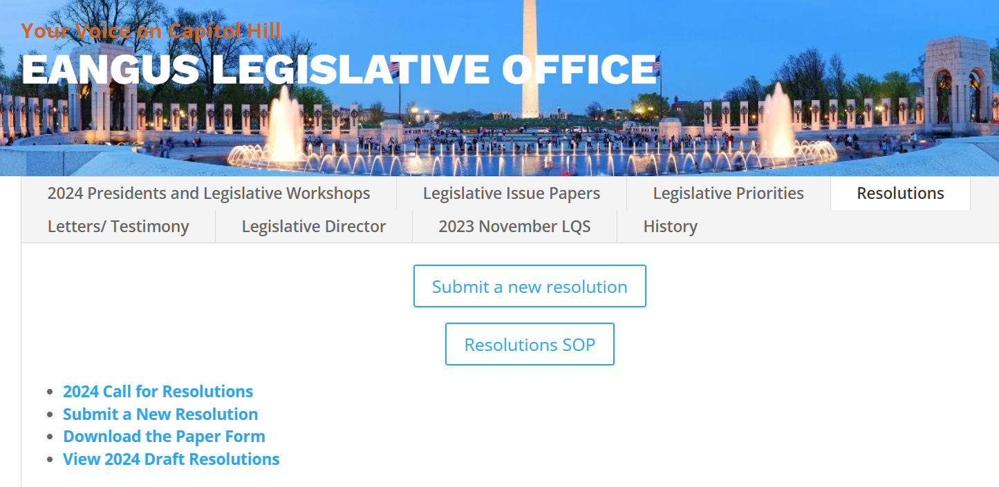 Your Voice on Capitol Hill
EANGUS LEGISLATIVE OFFICE
2024 Presidents and Legislative Workshops
Legislative Issue Papers
Legislative Priorities
Resolutions
Letters/ Testimony
Legislative Director
2023 November LQS
History
Submit a new resolution
Resolutions SOP
• 2024 Call for Resolutions
• Submit a New Resolution
• Download the Paper Form
• View 2024 Draft Resolutions